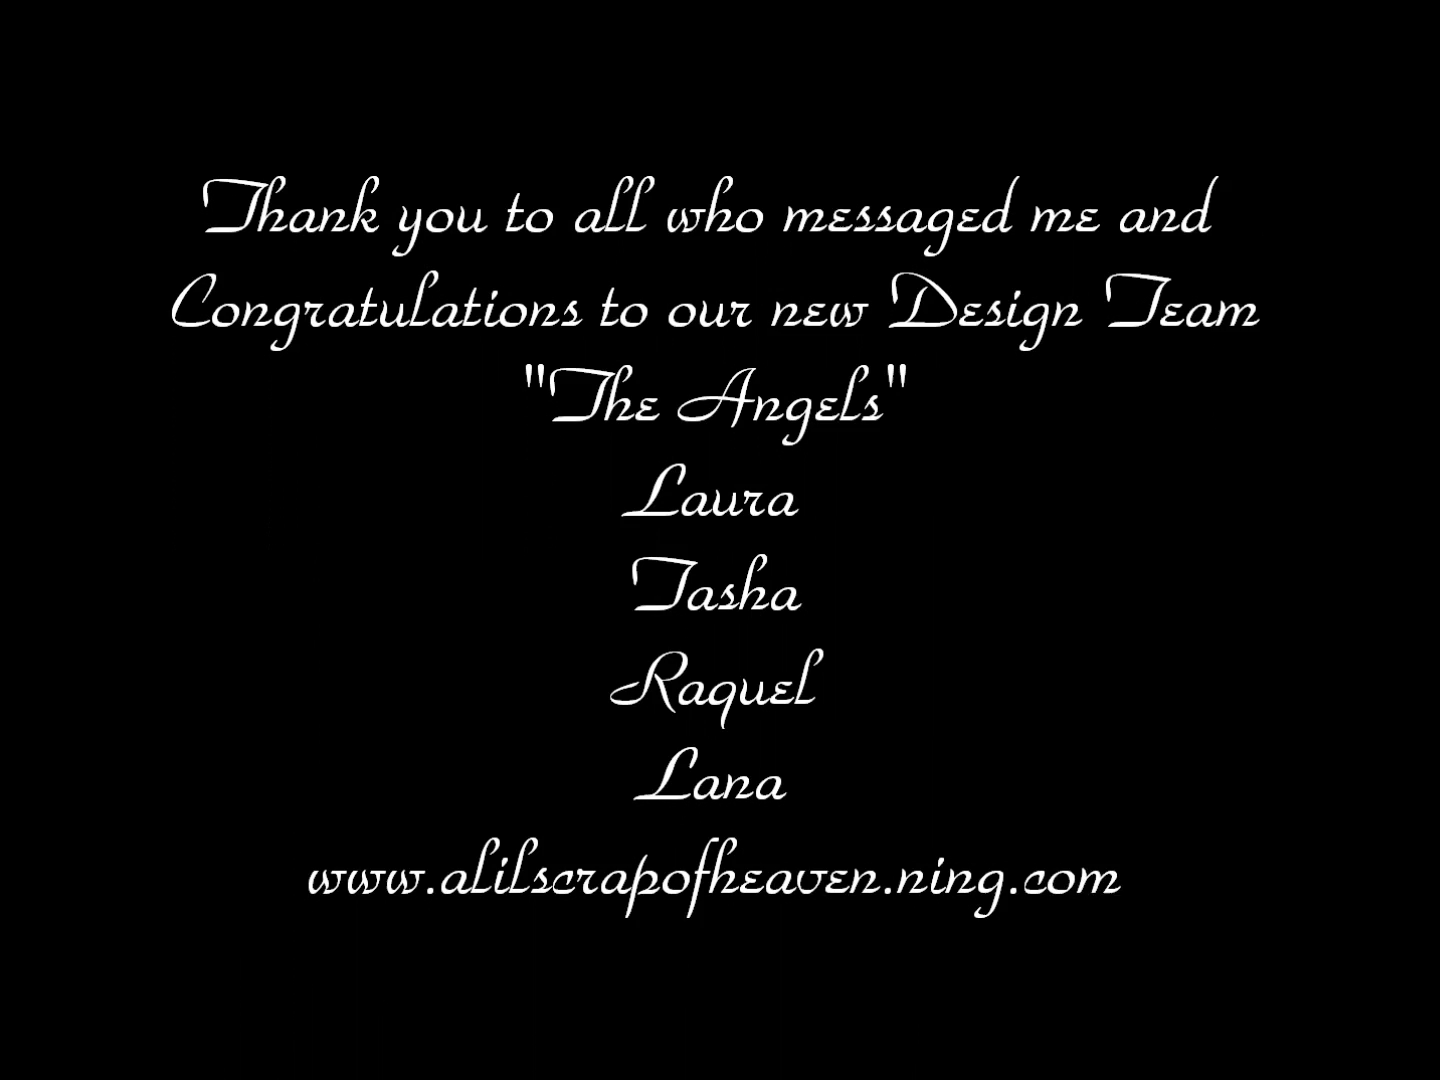 Thank you to all who messaged me and
Congratulations to our new Design Team
"The Angels"
Laura
Tasha
Raquel
Lana
www.alilscrapofheaven.ning.com